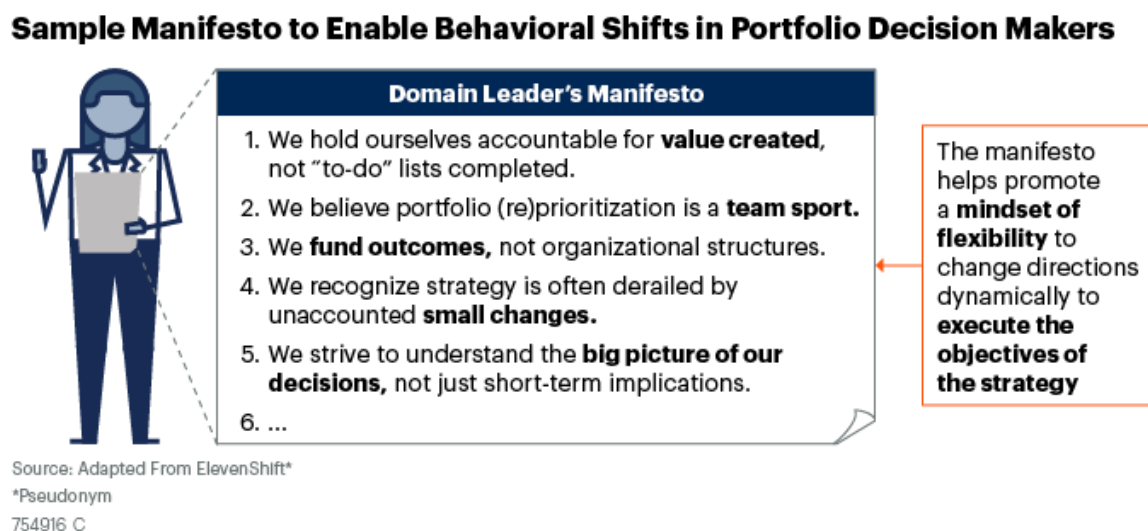 Sample Manifesto to Enable Behavioral Shifts in Portfolio Decision Makers
Domain Leader's Manifesto
1. We hold ourselves accountable for value created,
not “to-do” lists completed.
2. We believe portfolio (re)prioritization is a team sport.
3. We fund outcomes, not organizational structures.
4. We recognize strategy is often derailed by
unaccounted small changes.
5. We strive to understand the big picture of our
decisions, not just short-term implications.
6. ...
The manifesto
helps promote
a mindset of
flexibility to
change directions
dynamically to
execute the
objectives of
the strategy
Source: Adapted From ElevenShift*
*Pseudonym
754916 C